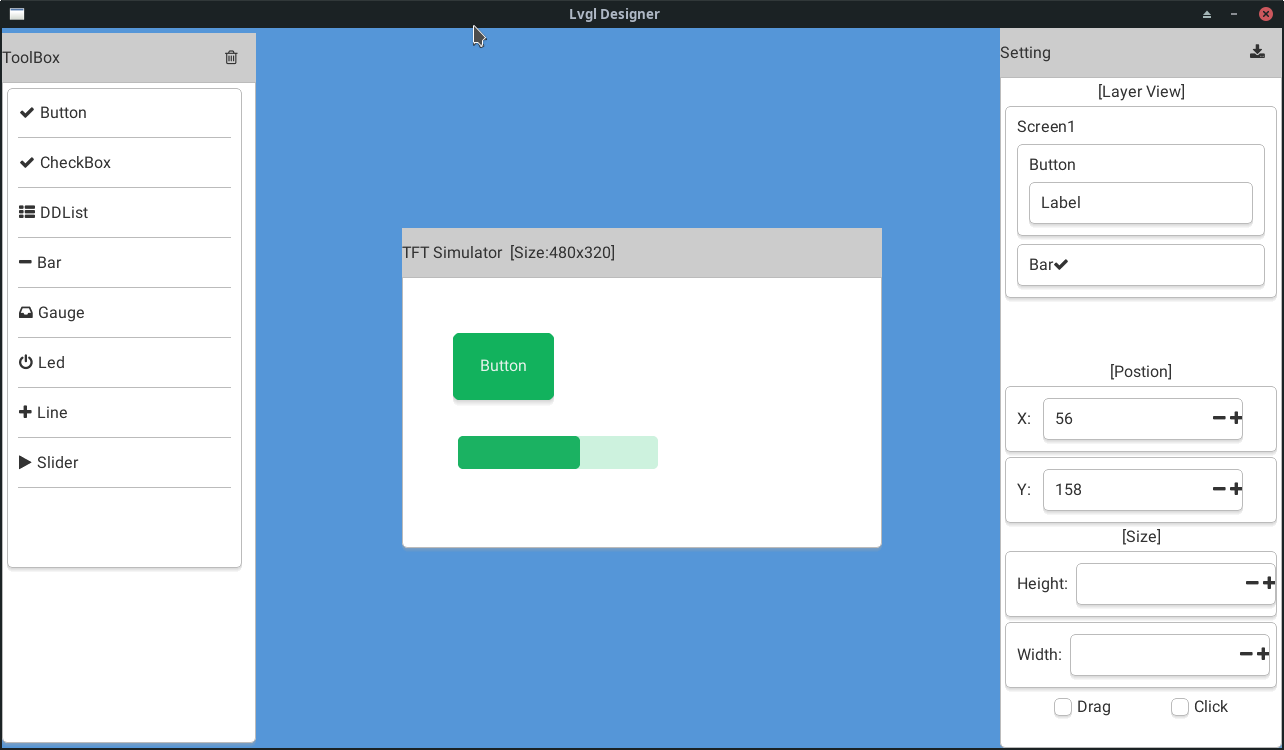 Lvgl Designer
ToolBox
Button
CheckBox
DDList
Bar
Gauge
Led
Line
Slider
TFT Simulator [Size:480x320]
Button
Setting
[Layer View]
Screen1
Button
Label
Bar
[Postion]
X: 56
Y: 158
[Size]
Height:
Width:
Drag Click